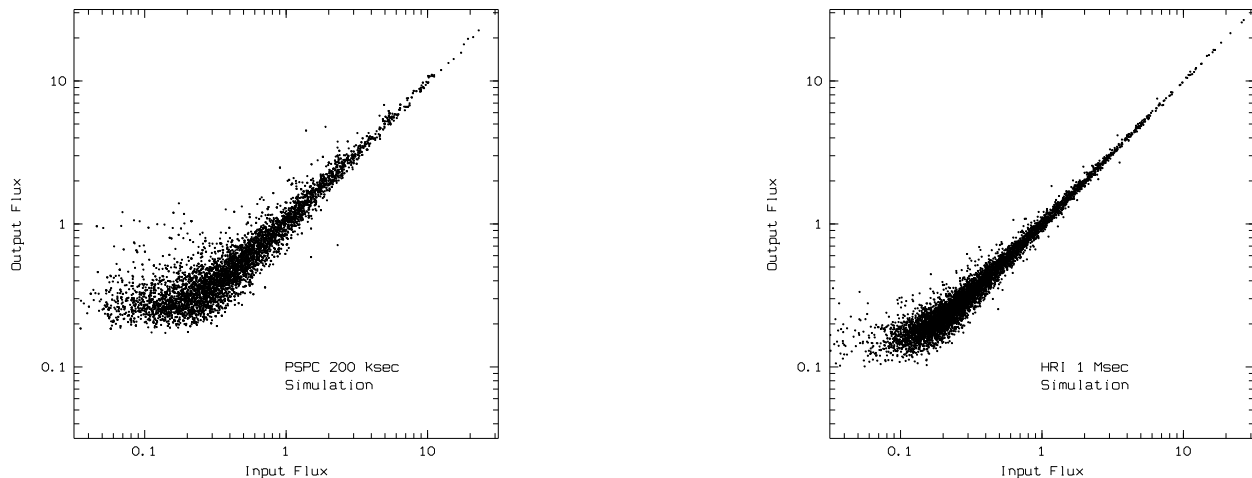 10
1
0.1
Output Flux
PSPC 200 Ksec
Simulation
0.1
1
10
Input Flux
10
1
0.1
Output Flux
HRI 1 Msec
Simulation
0.1
1
10
Input Flux